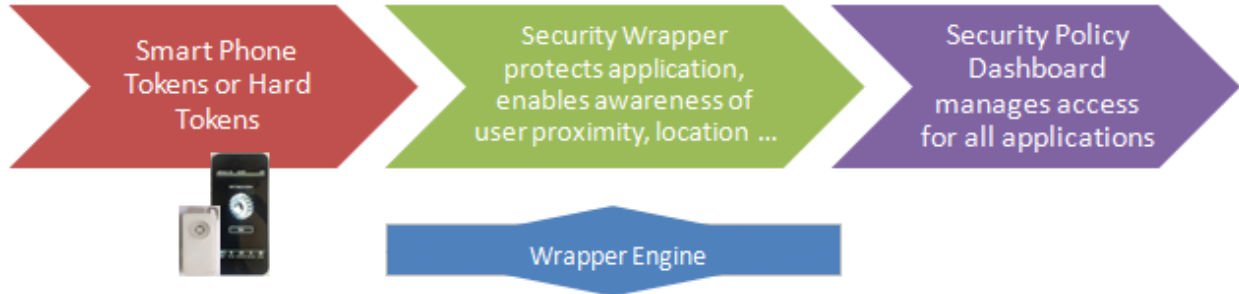 Smart Phone
Tokens or Hard
Tokens
Security Wrapper
protects application,
enables awareness of
user proximity, location ...
Security Policy
Dashboard
manages access
for all applications
Wrapper Engine